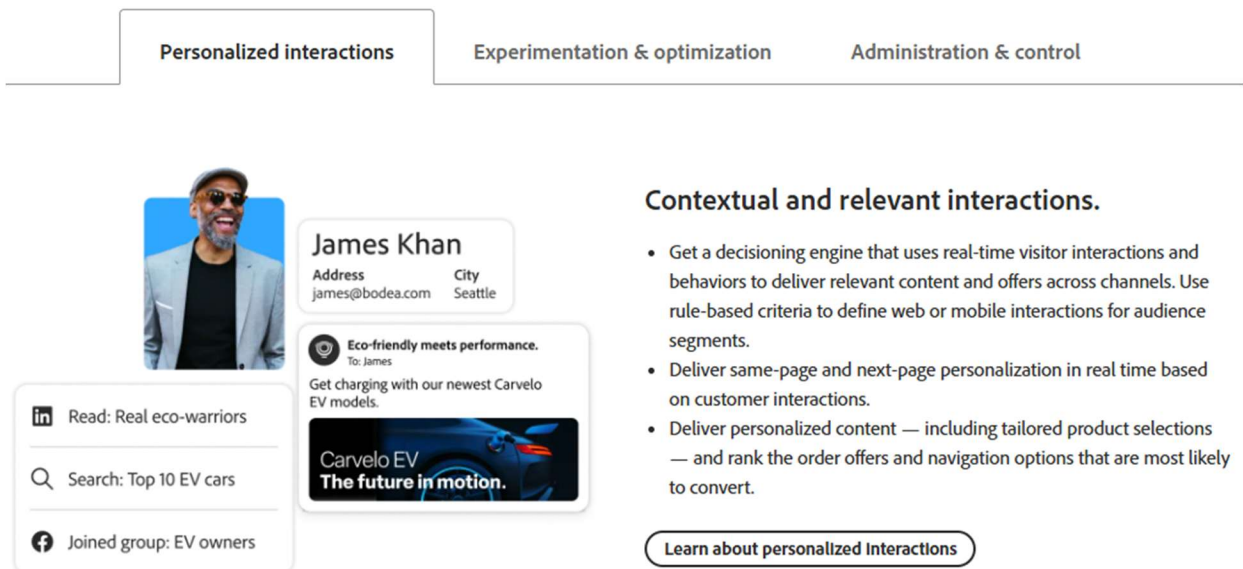 Personalized interactions
Experimentation & optimization
Administration & control
James Khan
Address
City
james@bodea.com
Seattle
Eco-friendly meets performance.
To: James
Get charging with our newest Carvelo
EV models.
Carvelo EV
The future in motion.
in Read: Real eco-warriors
Search: Top 10 EV cars
Joined group: EV owners
Contextual and relevant interactions.
• Get a decisioning engine that uses real-time visitor interactions and
behaviors to deliver relevant content and offers across channels. Use
rule-based criteria to define web or mobile interactions for audience
segments.
• Deliver same-page and next-page personalization in real time based
on customer interactions.
• Deliver personalized content — including tailored product selections
— and rank the order offers and navigation options that are most likely
to convert.
Learn about personalized interactions